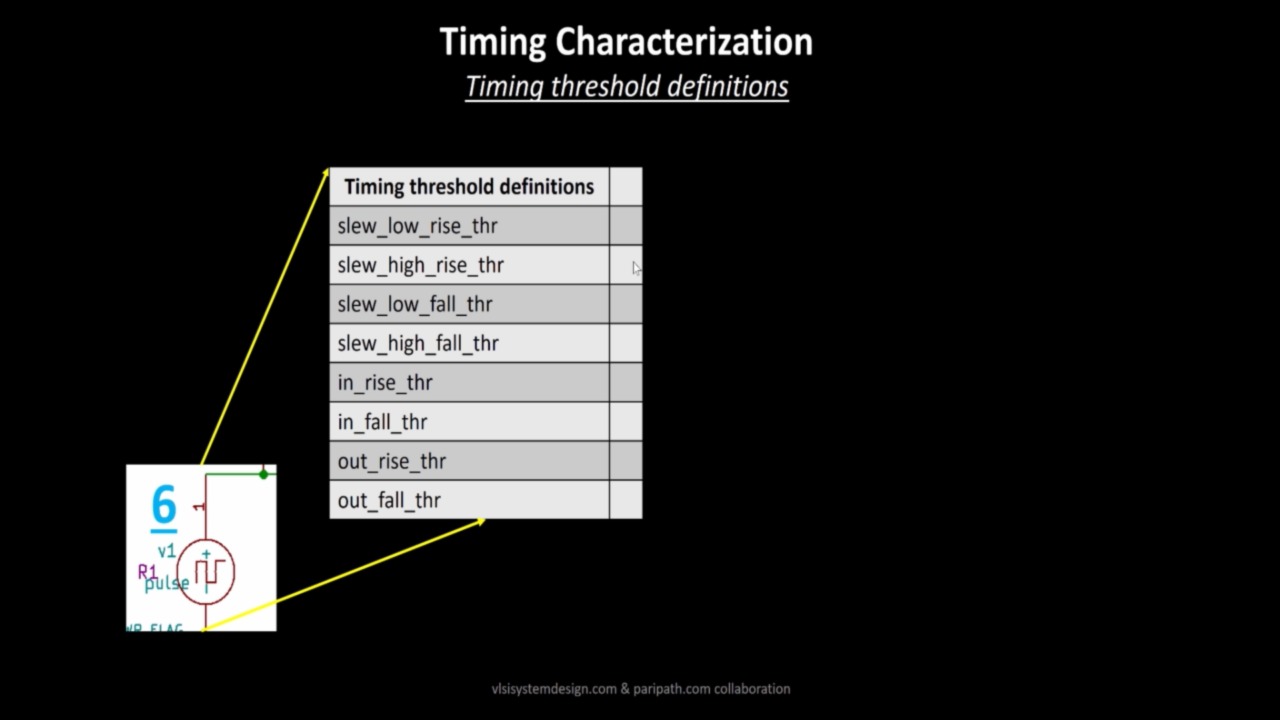 Timing Characterization
Timing threshold definitions
Timing threshold definitions
slew_low_rise_thr
slew_high_rise_thr
slew_low_fall_thr
slew_high_fall_thr
in_rise_thr
in_fall_thr
out_rise_thr
out_fall_thr
6
1
v1
+
R1
pulse
vlsisystemdesign.com & paripath.com collaboration